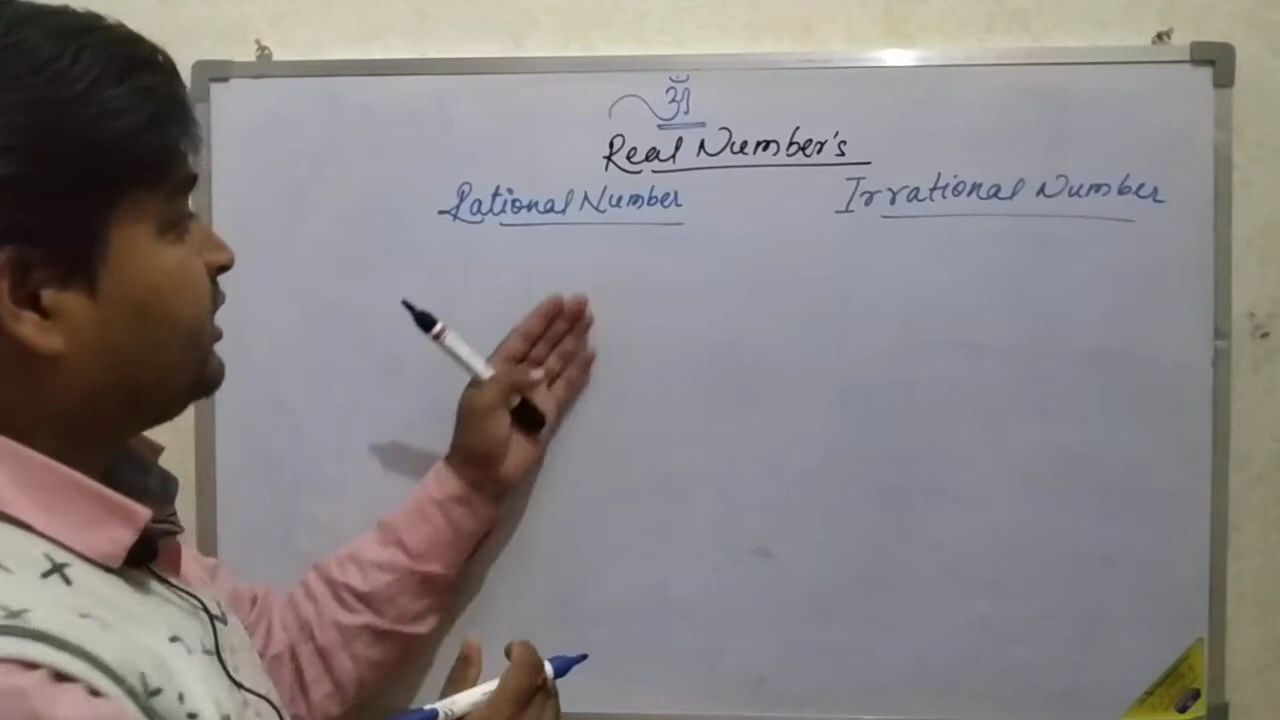 ॐ
Real Number's
Rational Number
Irrational Number